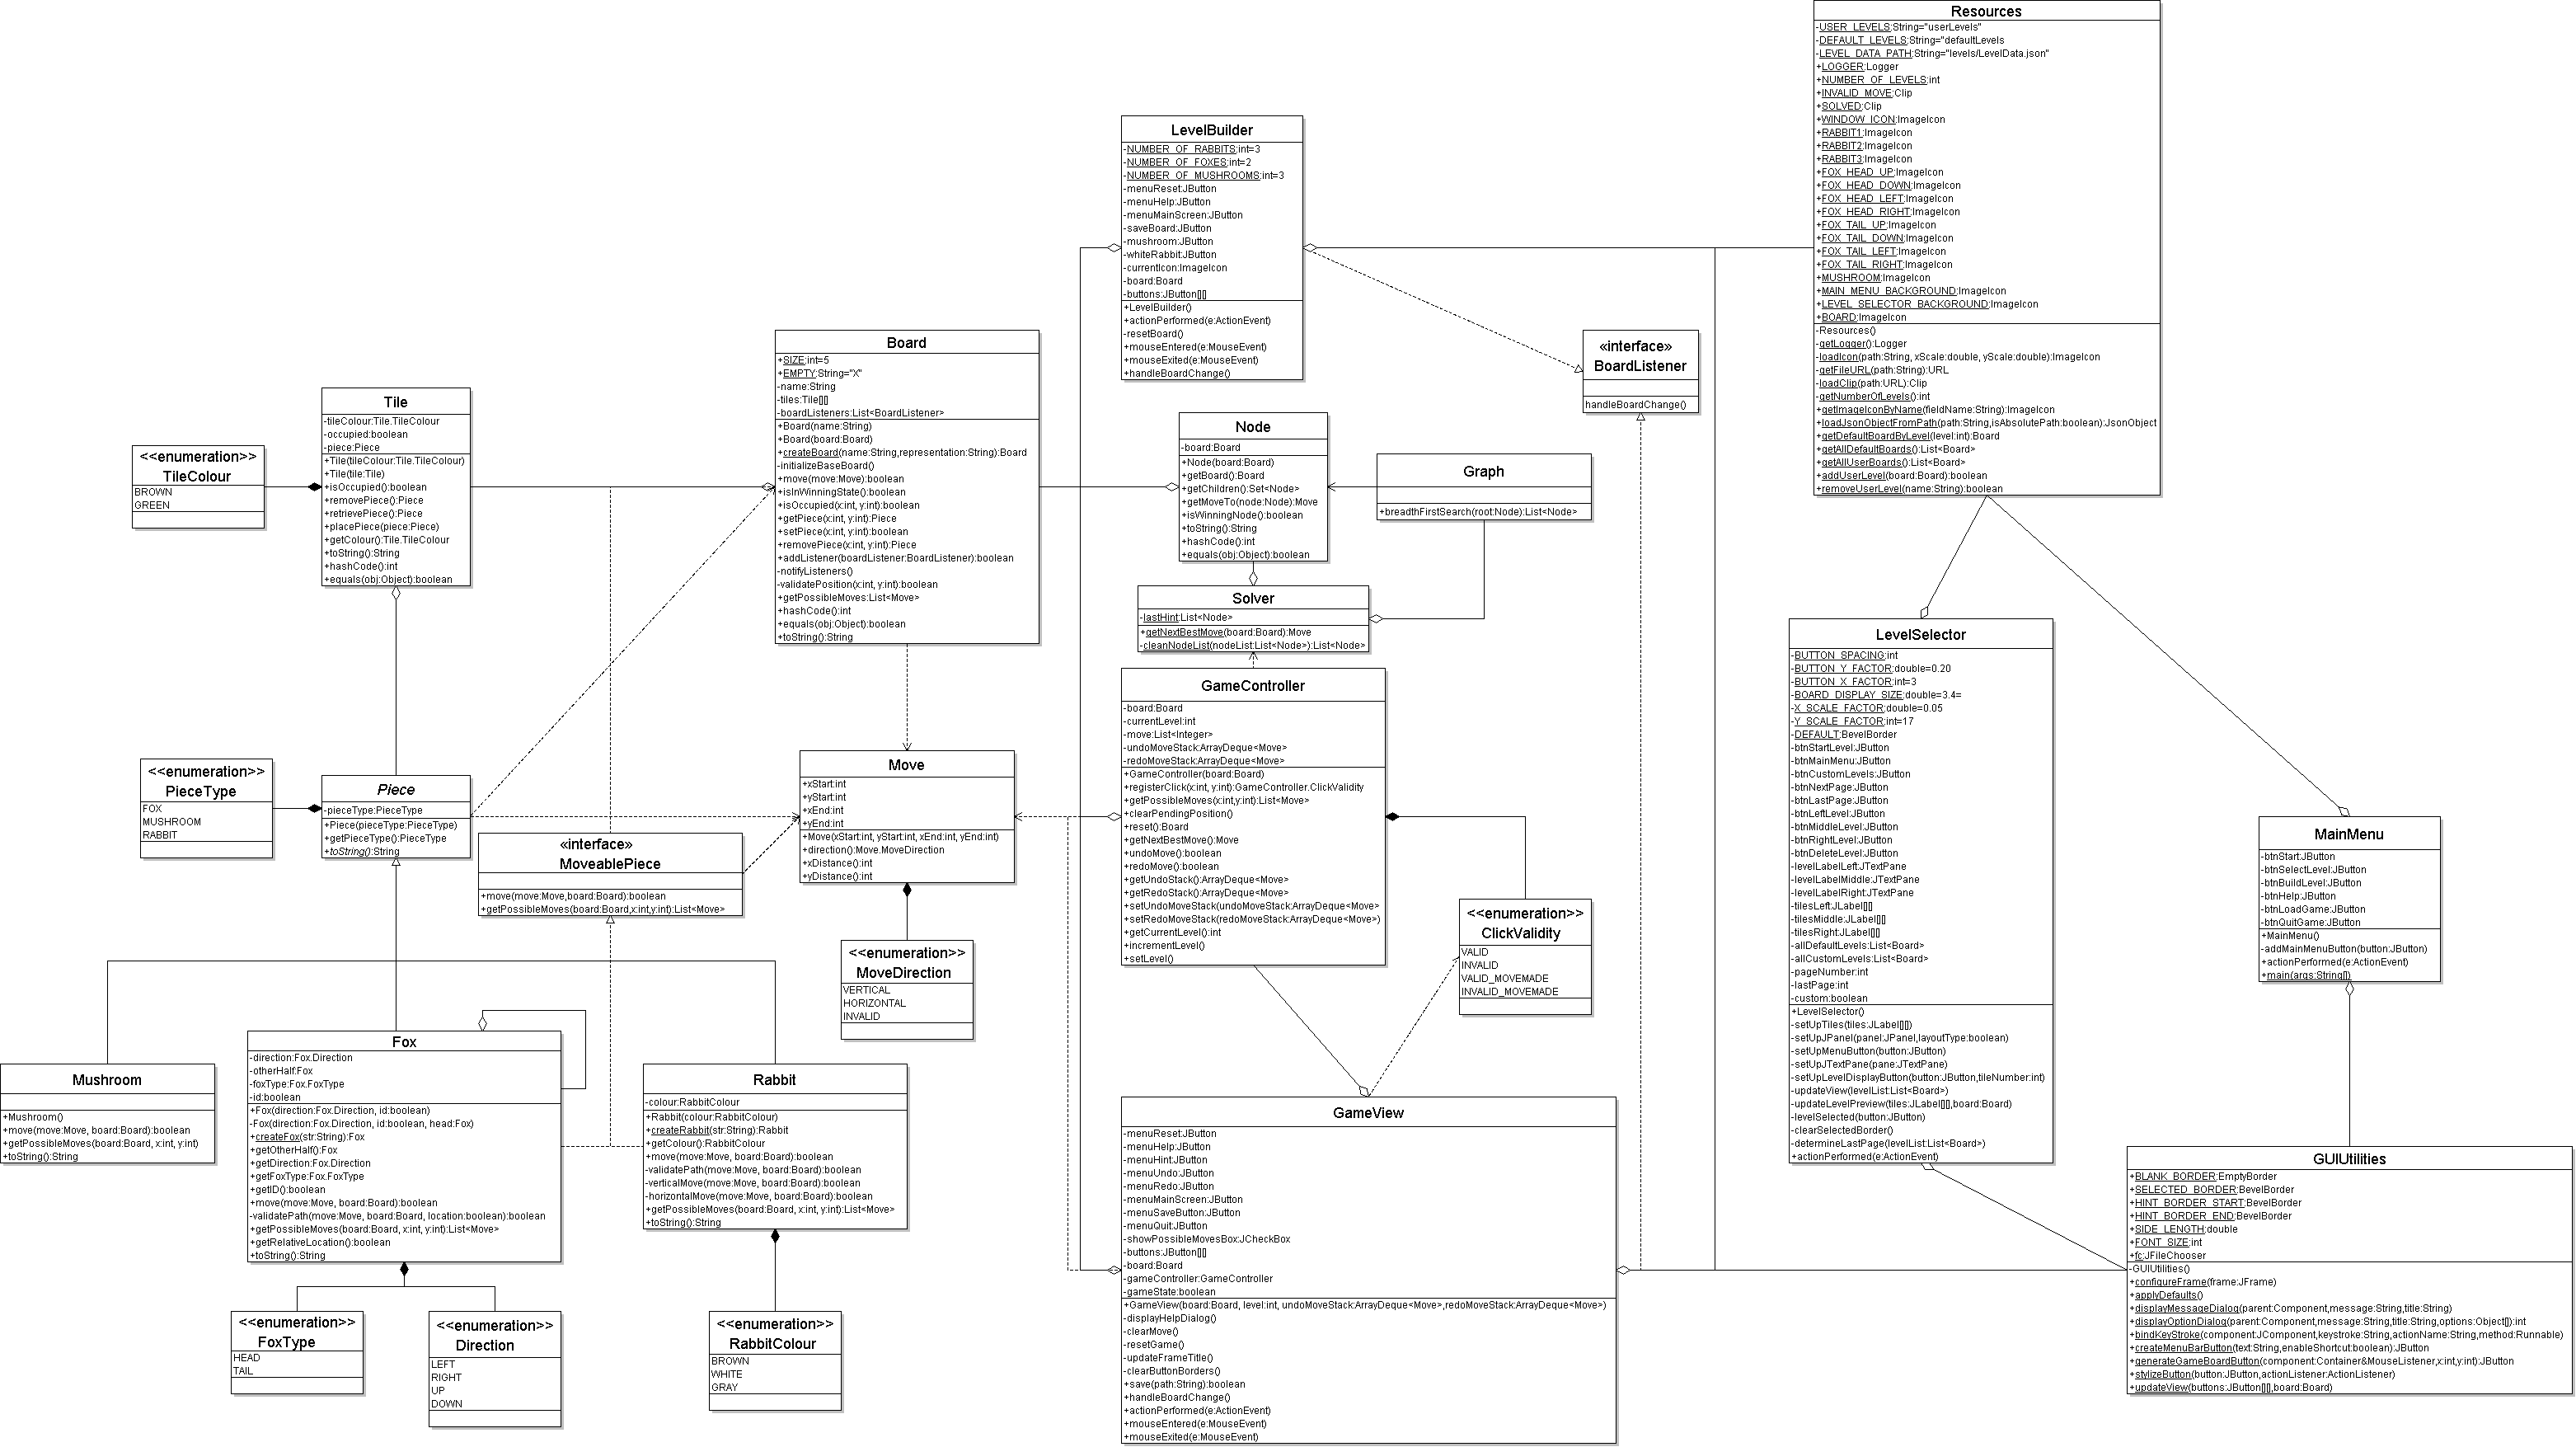 Resources
-USER_LEVELS:String="userLevels"
-DEFAULT_LEVELS:String="defaultLevels
-LEVEL_DATA_PATH:String="levels/LevelData.json"
+LOGGER:Logger
+NUMBER_OF_LEVELS:int
+INVALID_MOVE:Clip
+SOLVED:Clip
+WINDOW_ICON:ImageIcon
+RABBIT1:ImageIcon
+RABBIT2:ImageIcon
+RABBIT3:ImageIcon
+FOX_HEAD_UP:ImageIcon
+FOX_HEAD_DOWN:ImageIcon
+FOX_HEAD_LEFT:ImageIcon
+FOX_HEAD_RIGHT:ImageIcon
+FOX_TAIL_UP:ImageIcon
+FOX_TAIL_DOWN:ImageIcon
+FOX_TAIL_LEFT:ImageIcon
+FOX_TAIL_RIGHT:ImageIcon
+MUSHROOM:ImageIcon
+MAIN_MENU_BACKGROUND:ImageIcon
+LEVEL_SELECTOR_BACKGROUND:ImageIcon
+BOARD:ImageIcon
-Resources()
-getLogger():Logger
-loadIcon(path:String, xScale:double, yScale:double):ImageIcon
-getFileURL(path:String):URL
-loadClip(path:URL):Clip
-getNumberOfLevels():int
+getImageIconByName(fieldName:String):ImageIcon
+loadJsonObjectFromPath(path:String,isAbsolutePath:boolean):JsonObject
+getDefaultBoardByLevel(level:int):Board
+getAllDefaultBoards():List<Board>
+getAllUserBoards():List<Board>
+addUserLevel(board:Board):boolean
+removeUserLevel(name:String):boolean
LevelBuilder
-NUMBER_OF_RABBITS:int=3
-NUMBER_OF_FOXES:int=2
-NUMBER_OF_MUSHROOMS:int=3
-menuReset:JButton
-menuHelp:JButton
-menuMainScreen:JButton
-saveBoard:JButton
-mushroom:JButton
-whiteRabbit:JButton
-currentIcon:ImageIcon
-board:Board
-buttons:JButton[][]
+LevelBuilder()
+actionPerformed(e:ActionEvent)
-resetBoard()
+mouseEntered(e:MouseEvent)
+mouseExited(e:MouseEvent)
+handleBoardChange()
«interface»
BoardListener
handleBoardChange()
Board
+SIZE:int=5
+EMPTY:String="X"
-name:String
-tiles:Tile[][]
-boardListeners:List<BoardListener>
+Board(name:String)
+Board(board:Board)
+createBoard(name:String,representation:String):Board
-initializeBaseBoard()
+move(move:Move):boolean
+isInWinningState():boolean
+isOccupied(x:int, y:int):boolean
+getPiece(x:int, y:int):Piece
+setPiece(x:int, y:int):boolean
+removePiece(x:int, y:int):Piece
+addListener(boardListener:BoardListener):boolean
-notifyListeners()
-validatePosition(x:int, y:int):boolean
+getPossibleMoves:List<Move>
+hashCode():int
+equals(obj:Object):boolean
+toString():String
Tile
-tileColour:Tile.TileColour
-occupied:boolean
-piece:Piece
+Tile(tileColour:Tile.TileColour)
+Tile(tile:Tile)
+isOccupied():boolean
+removePiece():Piece
+retrievePiece():Piece
+placePiece(piece:Piece)
+getColour():Tile.TileColour
+toString():String
+hashCode():int
+equals(obj:Object):boolean
<<enumeration>>
TileColour
BROWN
GREEN
Node
-board:Board
+Node(board:Board)
+getBoard():Board
+getChildren():Set<Node>
+getMoveTo(node:Node):Move
+isWinningNode():boolean
+toString():String
+hashCode():int
+equals(obj:Object):boolean
Graph
+breadthFirstSearch(root:Node):List<Node>
Solver
-lastHint:List<Node>
+getNextBestMove(board:Board):Move
-cleanNodeList(nodeList:List<Node>):List<Node>
GameController
-board:Board
-currentLevel:int
-move:List<Integer>
-undoMoveStack:ArrayDeque<Move>
-redoMoveStack:ArrayDeque<Move>
+GameController(board:Board)
+registerClick(x:int, y:int):GameController.ClickValidity
+getPossibleMoves(x:int,y:int):List<Move>
+clearPendingPosition()
+reset():Board
+getNextBestMove():Move
+undoMove():boolean
+redoMove():boolean
+getUndoStack():ArrayDeque<Move>
+getRedoStack():ArrayDeque<Move>
+setUndoMoveStack(undoMoveStack:ArrayDeque<Move>
+setRedoMoveStack(redoMoveStack:ArrayDeque<Move>)
+getCurrentLevel():int
+incrementLevel()
+setLevel()
<<enumeration>>
ClickValidity
VALID
INVALID
VALID_MOVEMADE
INVALID_MOVEMADE
<<enumeration>>
PieceType
FOX
MUSHROOM
RABBIT
Piece
-pieceType:PieceType
+Piece(pieceType:PieceType)
+getPieceType():PieceType
+toString():String
«interface»
MoveablePiece
+move(move:Move,board:Board):boolean
+getPossibleMoves(board:Board,x:int,y:int):List<Move>
Move
+xStart:int
+yStart:int
+xEnd:int
+yEnd:int
+Move(xStart:int, yStart:int, xEnd:int, yEnd:int)
+direction():Move.MoveDirection
+xDistance():int
+yDistance():int
<<enumeration>>
MoveDirection
VERTICAL
HORIZONTAL
INVALID
Mushroom
+Mushroom()
+move(move:Move, board:Board):boolean
+getPossibleMoves(board:Board, x:int, y:int)
+toString():String
Fox
-direction:Fox.Direction
-otherHalf:Fox
-foxType:Fox.FoxType
-id:boolean
+Fox(direction:Fox.Direction, id:boolean)
-Fox(direction:Fox.Direction, id:boolean, head:Fox)
+createFox(str:String):Fox
+getOtherHalf():Fox
+getDirection:Fox.Direction
+getFoxType:Fox.FoxType
+getID():boolean
+move(move:Move, board:Board):boolean
-validatePath(move:Move, board:Board, location:boolean):boolean
+getPossibleMoves(board:Board, x:int, y:int):List<Move>
+getRelativeLocation():boolean
+toString():String
<<enumeration>>
FoxType
HEAD
TAIL
<<enumeration>>
Direction
LEFT
RIGHT
UP
DOWN
Rabbit
-colour:RabbitColour
+Rabbit(colour:RabbitColour)
+createRabbit(str:String):Rabbit
+getColour():RabbitColour
+move(move:Move, board:Board):boolean
-validatePath(move:Move, board:Board):boolean
-verticalMove(move:Move, board:Board):boolean
-horizontalMove(move:Move, board:Board):boolean
+getPossibleMoves(board:Board, x:int, y:int):List<Move>
+toString():String
<<enumeration>>
RabbitColour
BROWN
WHITE
GRAY
GameView
-menuReset:JButton
-menuHelp:JButton
-menuHint:JButton
-menuUndo:JButton
-menuRedo:JButton
-menuMainScreen:JButton
-menuSaveButton:JButton
-menuQuit:JButton
-showPossibleMovesBox:JCheckBox
-buttons:JButton[][]
-board:Board
-gameController:GameController
-gameState:boolean
+GameView(board:Board, level:int, undoMoveStack:ArrayDeque<Move>,redoMoveStack:ArrayDeque<Move>)
-displayHelpDialog()
-clearMove()
-resetGame()
-updateFrameTitle()
-clearButtonBorders()
+save(path:String):boolean
+handleBoardChange()
+actionPerformed(e:ActionEvent)
+mouseEntered(e:MouseEvent)
+mouseExited(e:MouseEvent)
LevelSelector
-BUTTON_SPACING:int
-BUTTON_Y_FACTOR:double=0.20
-BUTTON_X_FACTOR:int=3
-BOARD_DISPLAY_SIZE:double=3.4=
-X_SCALE_FACTOR:double=0.05
-Y_SCALE_FACTOR:int=17
-DEFAULT:BevelBorder
-btnStartLevel:JButton
-btnMainMenu:JButton
-btnCustomLevels:JButton
-btnNextPage:JButton
-btnLastPage:JButton
-btnLeftLevel:JButton
-btnMiddleLevel:JButton
-btnRightLevel:JButton
-btnDeleteLevel:JButton
-levelLabelLeft:JTextPane
-levelLabelMiddle:JTextPane
-levelLabelRight:JTextPane
-tilesLeft:JLabel[][]
-tilesMiddle:JLabel[][]
-tilesRight:JLabel[][]
-allDefaultLevels:List<Board>
-allCustomLevels:List<Board>
-pageNumber:int
-lastPage:int
-custom:boolean
+LevelSelector()
-setUpTiles(tiles:JLabel[][])
-setUpJPanel(panel:JPanel,layoutType:boolean)
-setUpMenuButton(button:JButton)
-setUpJTextPane(pane:JTextPane)
-setUpLevelDisplayButton(button:JButton,tileNumber:int)
-updateView(levelList:List<Board>)
-updateLevelPreview(tiles:JLabel[][],board:Board)
-levelSelected(button:JButton)
-clearSelectedBorder()
-determineLastPage(levelList:List<Board>)
+actionPerformed(e:ActionEvent)
MainMenu
-btnStart:JButton
-btnSelectLevel:JButton
-btnBuildLevel:JButton
-btnHelp:JButton
-btnLoadGame:JButton
-btnQuitGame:JButton
+MainMenu()
-addMainMenuButton(button:JButton)
+actionPerformed(e:ActionEvent)
+main(args:String[])
GUIUtilities
+BLANK_BORDER:EmptyBorder
+SELECTED_BORDER:BevelBorder
+HINT_BORDER_START:BevelBorder
+HINT_BORDER_END:BevelBorder
+SIDE_LENGTH:double
+FONT_SIZE:int
+fc:JFileChooser
-GUIUtilities()
+configureFrame(frame:JFrame)
+applyDefaults()
+displayMessageDialog(parent:Component,message:String,title:String)
+displayOptionDialog(parent:Component,message:String,title:String,options:Object[]):int
+bindKeyStroke(component:JComponent,keystroke:String,actionName:String,method:Runnable)
+createMenuBarButton(text:String,enableShortcut:boolean):JButton
+generateGameBoardButton(component:Container&MouseListener,x:int,y:int):JButton
+stylizeButton(button:JButton,actionListener:ActionListener)
+updateView(buttons:JButton[][],board:Board)